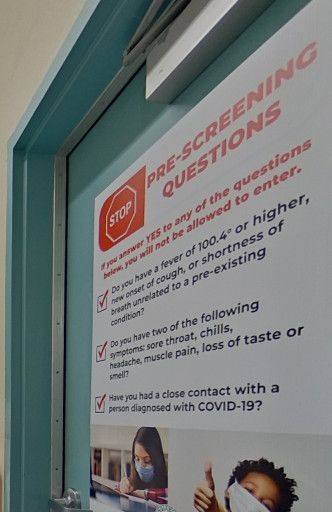 PRE-SCREENING
QUESTIONS
STOP
If you answer YES to any of the questions
below, you will not be allowed to enter.
Do you have a fever of 100.4° or higher,
new onset of cough, or shortness of
breath unrelated to a pre-existing
condition?
Do you have two of the following
symptoms: sore throat, chills,
headache, muscle pain, loss of taste or
smell?
Have you had a close contact with a
person diagnosed with COVID-19?